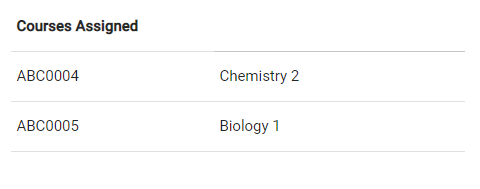 Courses Assigned
ABC0004 Chemistry 2
ABC0005 Biology 1